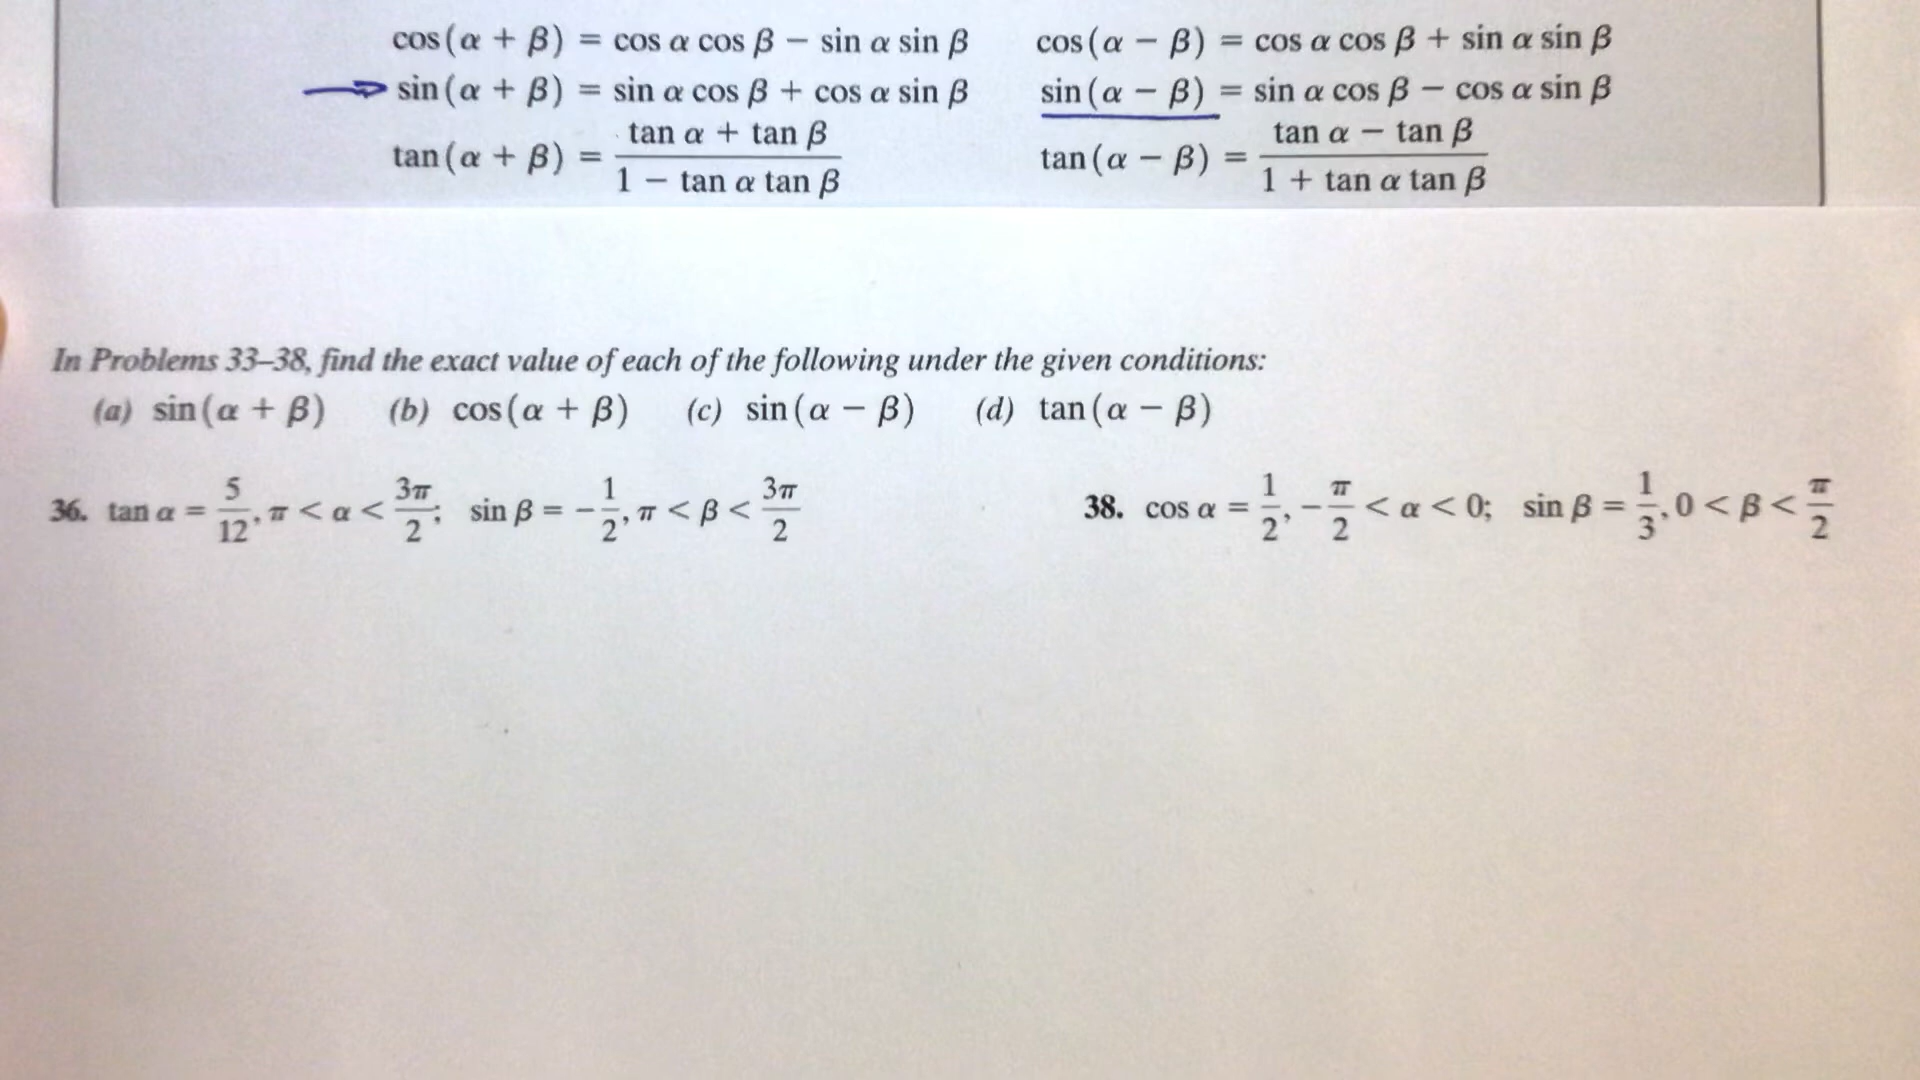 cos(α + β) = cos α cos β − sin α sin β    cos(α − β) = cos α cos β + sin α sin β
sin(α + β) = sin α cos β + cos α sin β    sin(α − β) = sin α cos β − cos α sin β
tan(α + β) = (tan α + tan β)/(1 − tan α tan β)    tan(α − β) = (tan α − tan β)/(1 + tan α tan β)
In Problems 33–38, find the exact value of each of the following under the given conditions:
(a) sin(α + β)    (b) cos(α + β)    (c) sin(α − β)    (d) tan(α − β)
36. tan α = 5/12, π < α < 3π/2; sin β = −1/2, π < β < 3π/2    38. cos α = 1/2, −π/2 < α < 0; sin β = 1/3, 0 < β < π/2